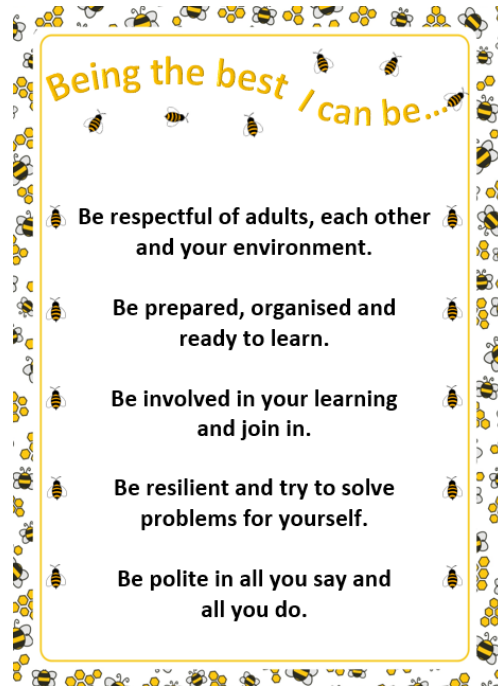 Being the best I can be...
Be respectful of adults, each other
and your environment.
Be prepared, organised and
ready to learn.
Be involved in your learning
and join in.
Be resilient and try to solve
problems for yourself.
Be polite in all you say and
all you do.